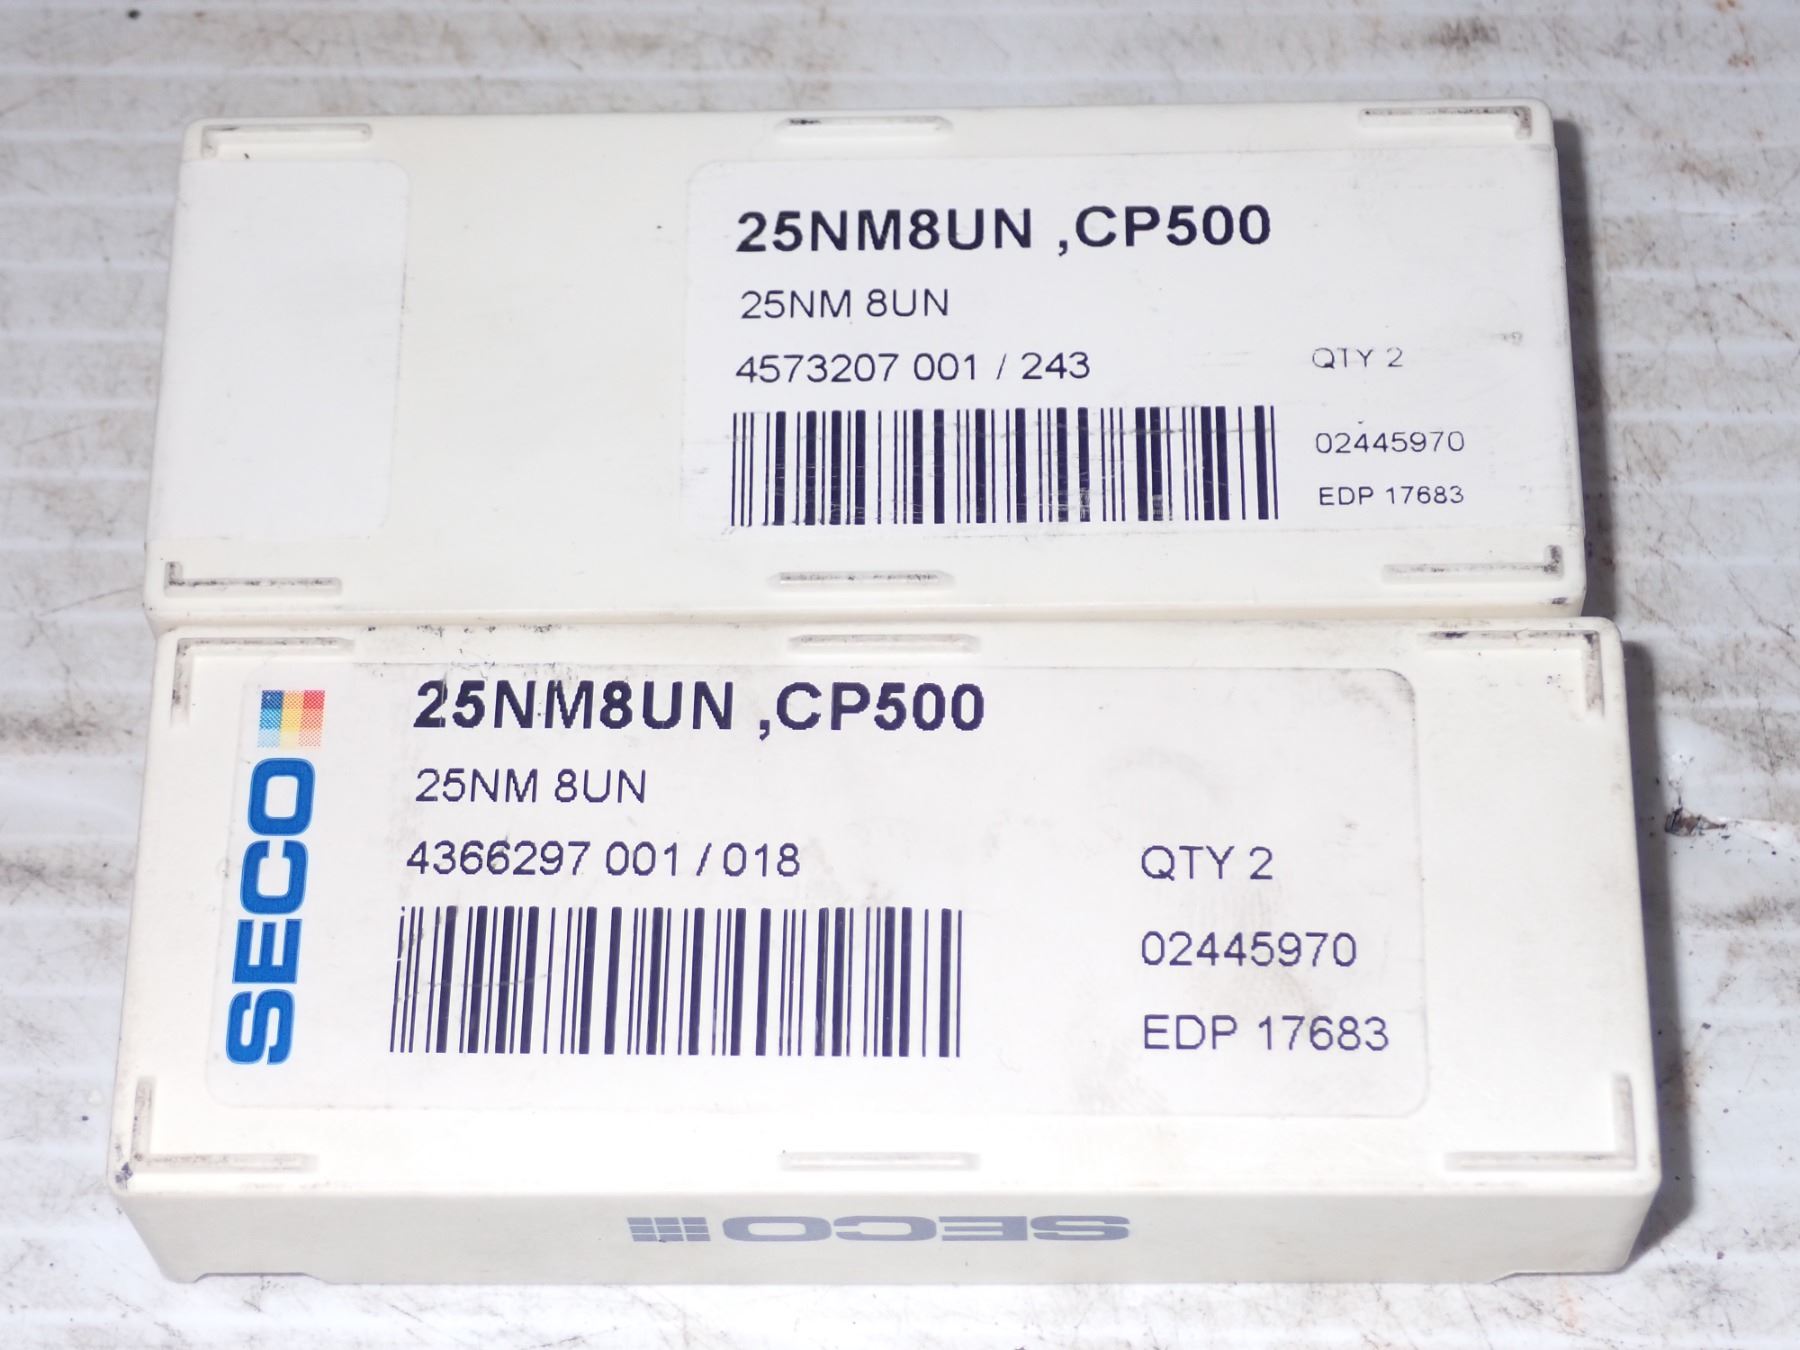 25NM8UN ,CP500
25NM 8UN
4573207 001 / 243
QTY 2
02445970
EDP 17683
SECO
25NM8UN ,CP500
25NM 8UN
4366297 001 / 018
QTY 2
02445970
EDP 17683
SECO